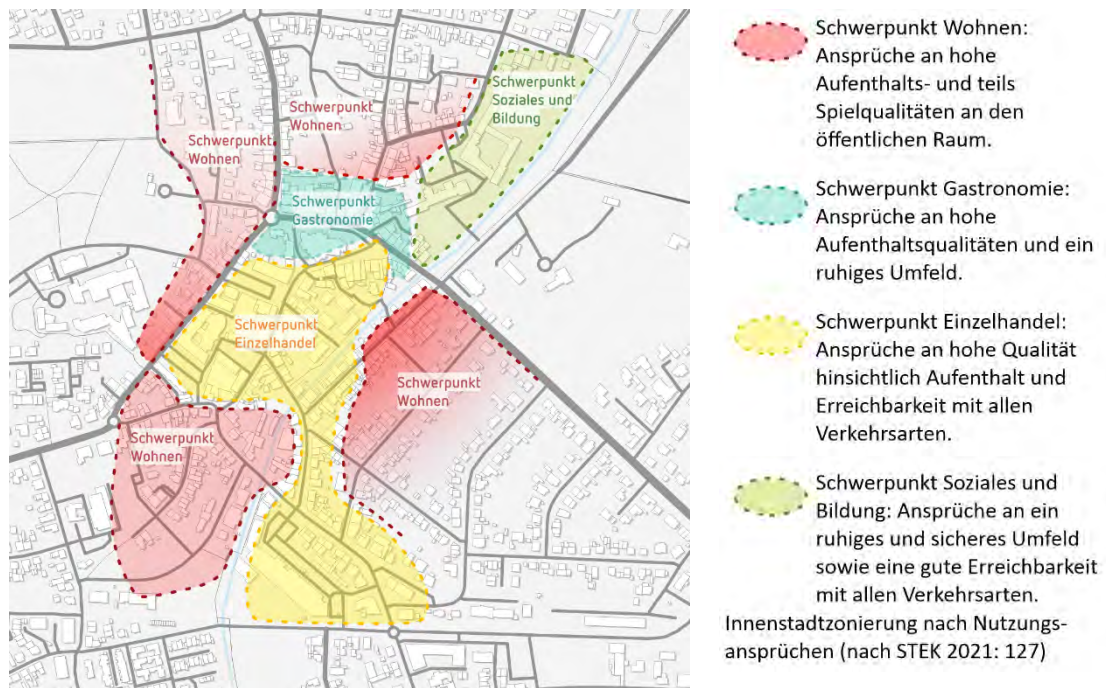 Schwerpunkt
Soziales und
Bildung
Schwerpunkt
Wohnen
Schwerpunkt
Wohnen
Schwerpunkt
Gastronomie
Schwerpunkt
Einzelhandel
Schwerpunkt
Wohnen
Schwerpunkt
Wohnen
Schwerpunkt Wohnen:
Ansprüche an hohe
Aufenthalts- und teils
Spielqualitäten an den
öffentlichen Raum.
Schwerpunkt Gastronomie:
Ansprüche an hohe
Aufenthaltsqualitäten und ein
ruhiges Umfeld.
Schwerpunkt Einzelhandel:
Ansprüche an hohe Qualität
hinsichtlich Aufenthalt und
Erreichbarkeit mit allen
Verkehrsarten.
Schwerpunkt Soziales und
Bildung: Ansprüche an ein
ruhiges und sicheres Umfeld
sowie eine gute Erreichbarkeit
mit allen Verkehrsarten.
Innenstadtzonierung nach Nutzungs-
ansprüchen (nach STEK 2021: 127)